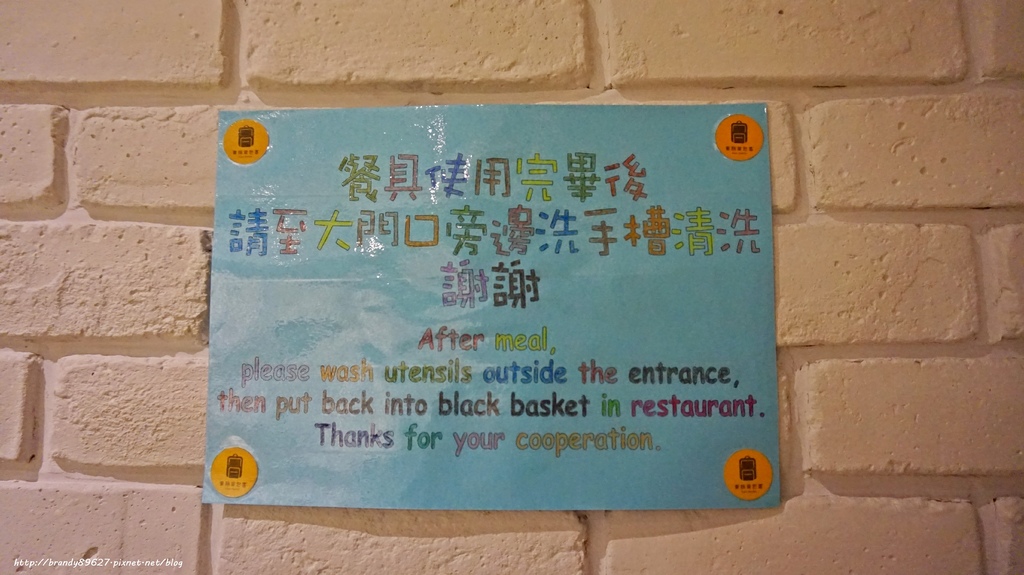 餐具使用完畢後
請至大門口旁邊洗手槽清洗
謝謝
After meal,
please wash utensils outside the entrance,
then put back into black basket in restaurant.
Thanks for your cooperation.
http://brandy89627.pixnet.net/blog